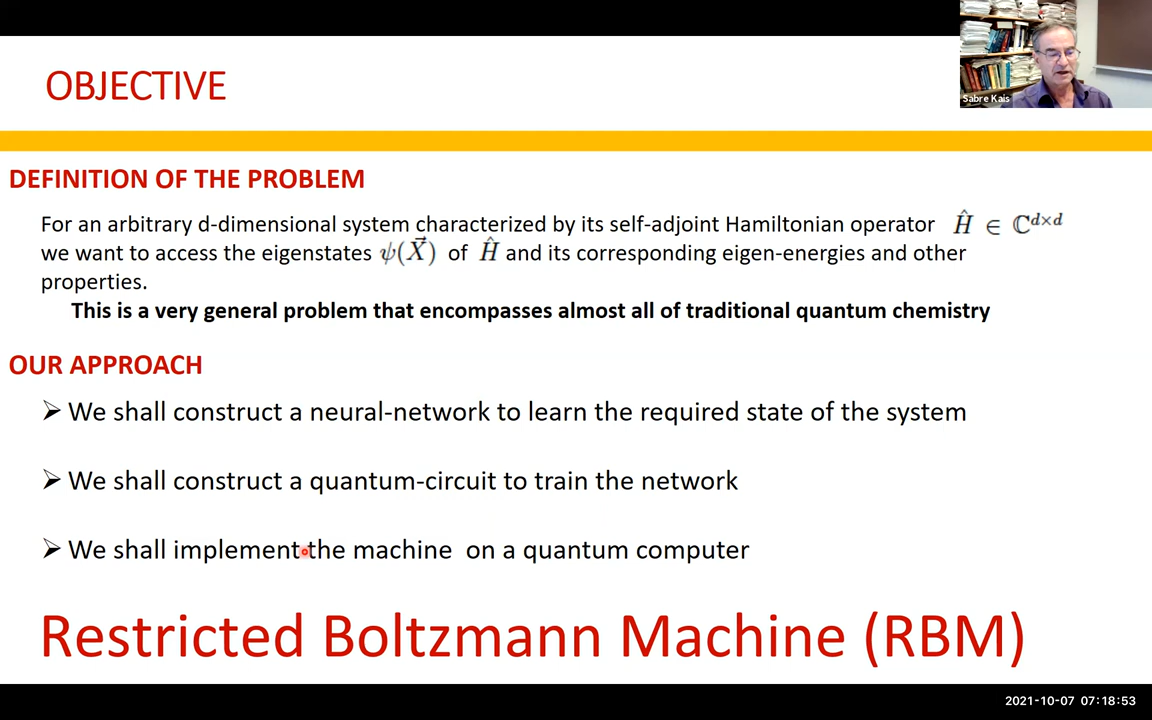 Sabre Kais
OBJECTIVE
DEFINITION OF THE PROBLEM
For an arbitrary d-dimensional system characterized by its self-adjoint Hamiltonian operator Ĥ ∈ ℂ^{d×d}
we want to access the eigenstates ψ(X⃗) of Ĥ and its corresponding eigen-energies and other
properties.
This is a very general problem that encompasses almost all of traditional quantum chemistry
OUR APPROACH
➢ We shall construct a neural-network to learn the required state of the system
➢ We shall construct a quantum-circuit to train the network
➢ We shall implement the machine on a quantum computer
Restricted Boltzmann Machine (RBM)
2021-10-07 07:18:53